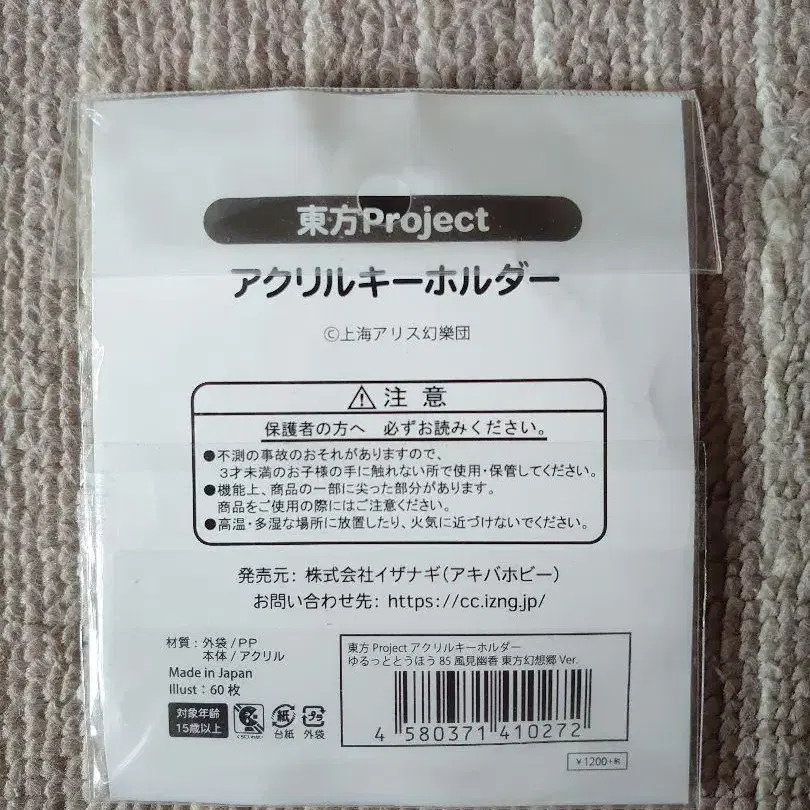 東方Project
アクリルキーホルダー
©上海アリス幻樂団
⚠注意
保護者の方へ 必ずお読みください。
●不測の事故のおそれがありますので、
３才未満のお子様の手に触れない所で使用・保管してください。
●機能上、商品の一部に尖った部分があります。
商品をご使用の際にはご注意ください。
●高温・多湿な場所に放置したり、火気に近づけないでください。
発売元: 株式会社イザナギ(アキバホビー)
お問い合わせ先: https://cc.izng.jp/
材質：外袋/PP
本体/アクリル
Made in Japan
Illust：60枚
対象年齢
15歳以上
紙
台紙
プラ
外袋
東方 Project アクリルキーホルダー
ゆるっととうほう 85 風見幽香 東方幻想郷 Ver.
4 580371 410272
¥1200+税